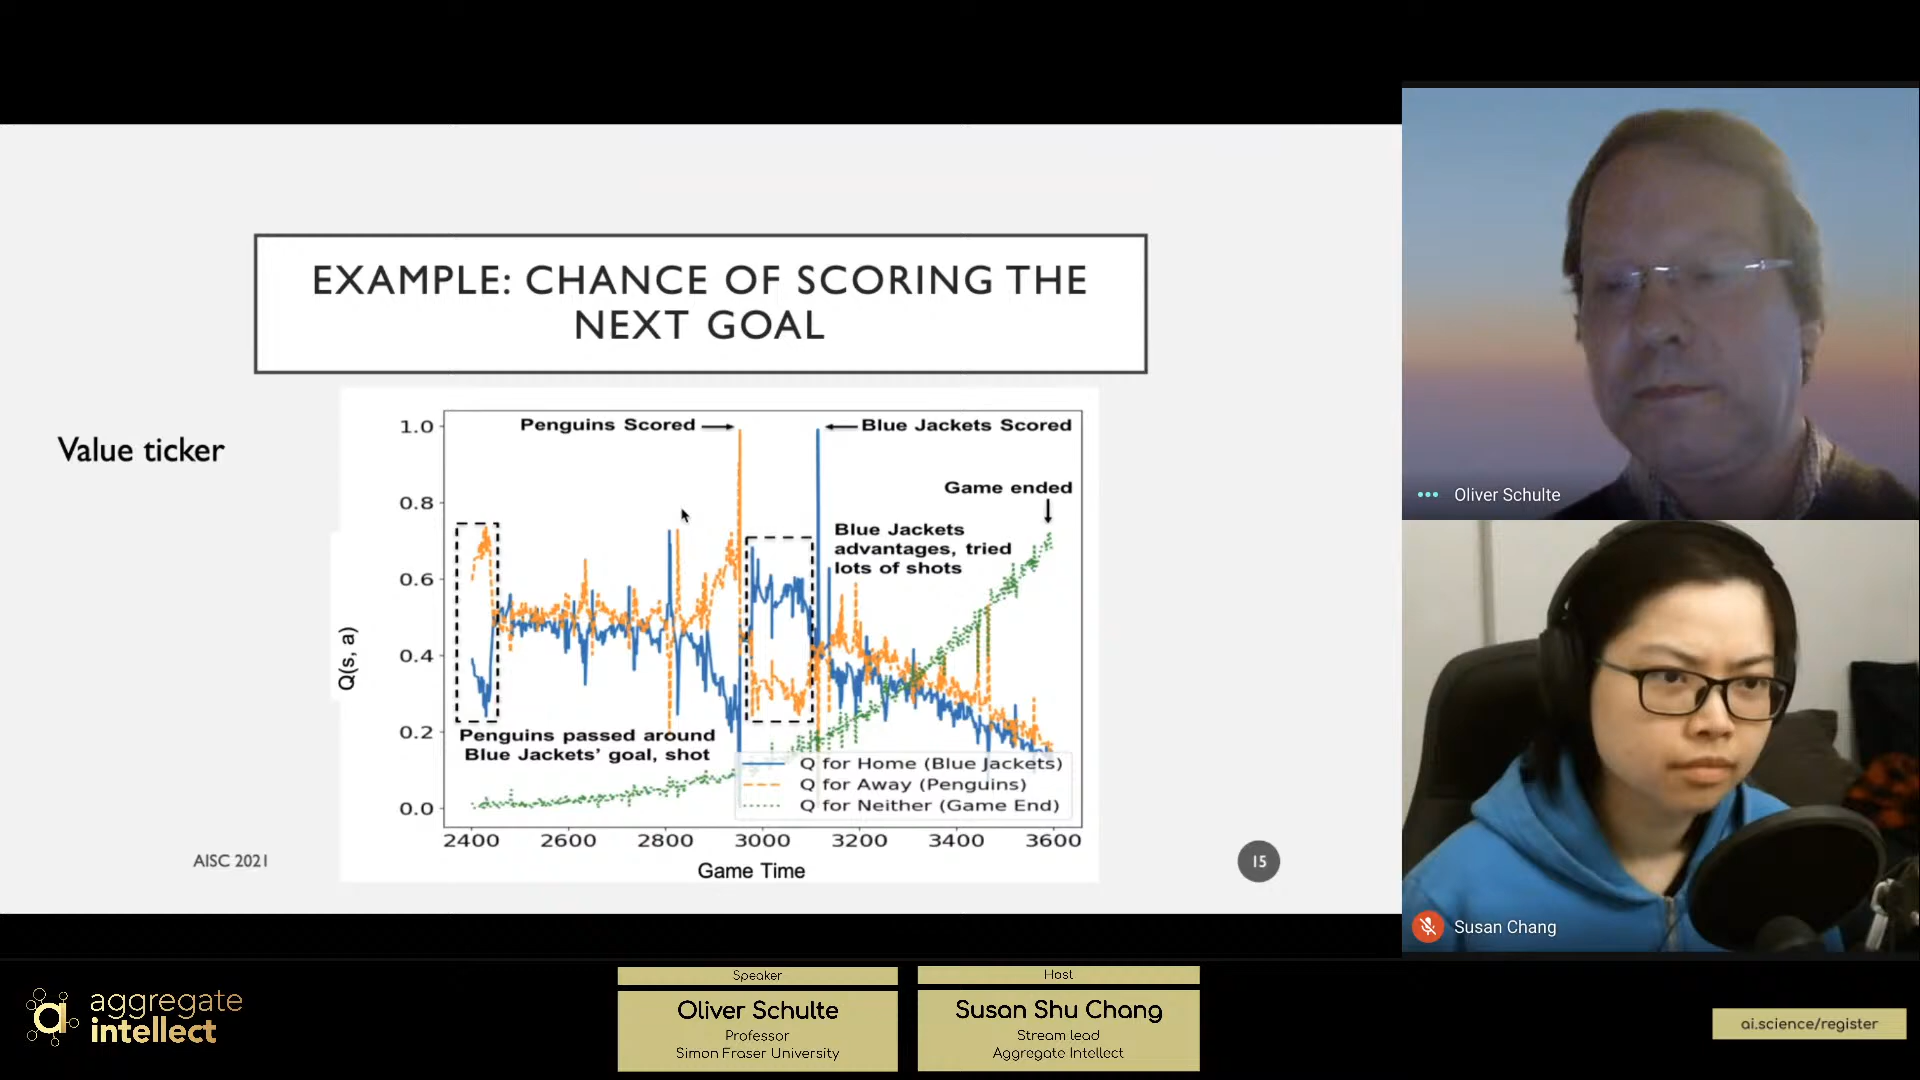 EXAMPLE: CHANCE OF SCORING THE
NEXT GOAL
Value ticker
Penguins Scored
Blue Jackets Scored
Game ended
Blue Jackets
advantages, tried
lots of shots
Penguins passed around
Blue Jackets' goal, shot
Q for Home (Blue Jackets)
Q for Away (Penguins)
Q for Neither (Game End)
Q(s, a)
1.0
0.8
0.6
0.4
0.2
0.0
2400 2600 2800 3000 3200 3400 3600
Game Time
AISC 2021
15
Oliver Schulte
Susan Chang
aggregate
intellect
Speaker
Oliver Schulte
Professor
Simon Fraser University
Host
Susan Shu Chang
Stream lead
Aggregate Intellect
ai.science/register